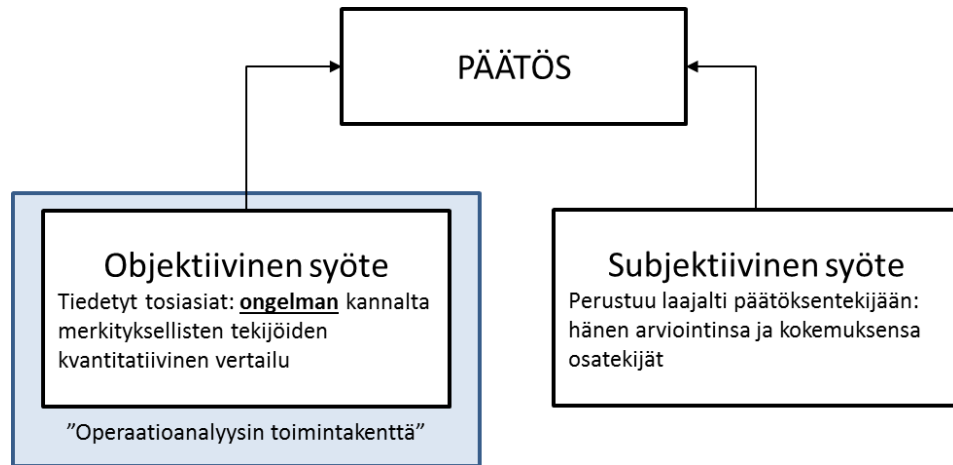 PÄÄTÖS
Objektiivinen syöte
Tiedetyt tosiasiat: ongelman kannalta
merkityksellisten tekijöiden
kvantitatiivinen vertailu
”Operaatioanalyysin toimintakenttä”
Subjektiivinen syöte
Perustuu laajalti päätöksentekijään:
hänen arviointinsa ja kokemuksensa
osatekijät